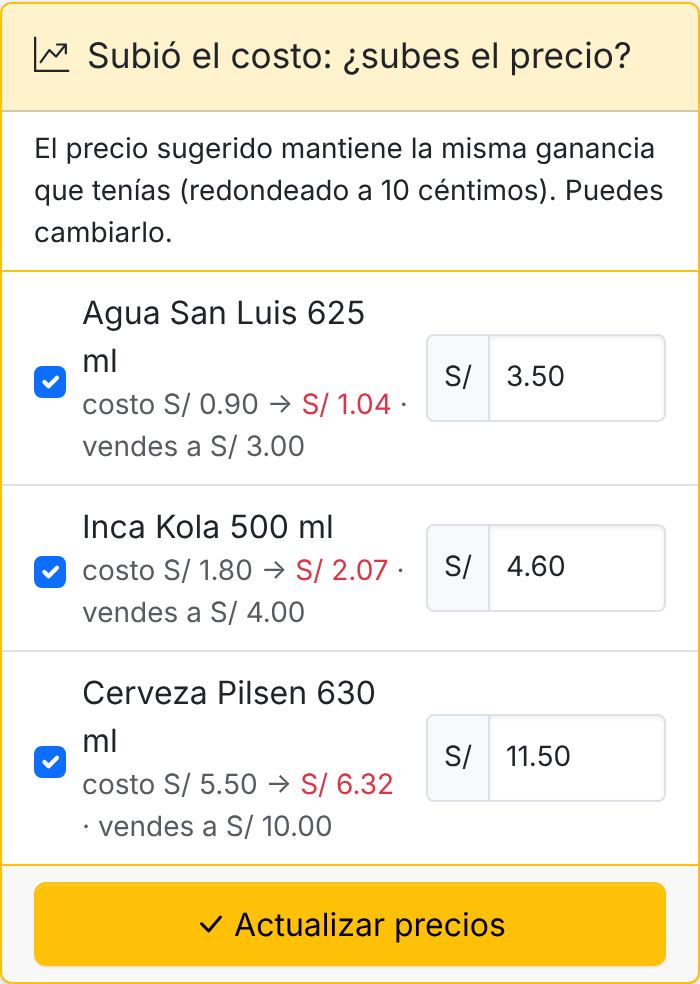 Subió el costo: ¿subes el precio?
El precio sugerido mantiene la misma ganancia
que tenías (redondeado a 10 céntimos). Puedes
cambiarlo.
Agua San Luis 625
ml
costo S/ 0.90 → S/ 1.04 ·
vendes a S/ 3.00
S/ 3.50
Inca Kola 500 ml
costo S/ 1.80 → S/ 2.07 ·
vendes a S/ 4.00
S/ 4.60
Cerveza Pilsen 630
ml
costo S/ 5.50 → S/ 6.32
· vendes a S/ 10.00
S/ 11.50
✓ Actualizar precios